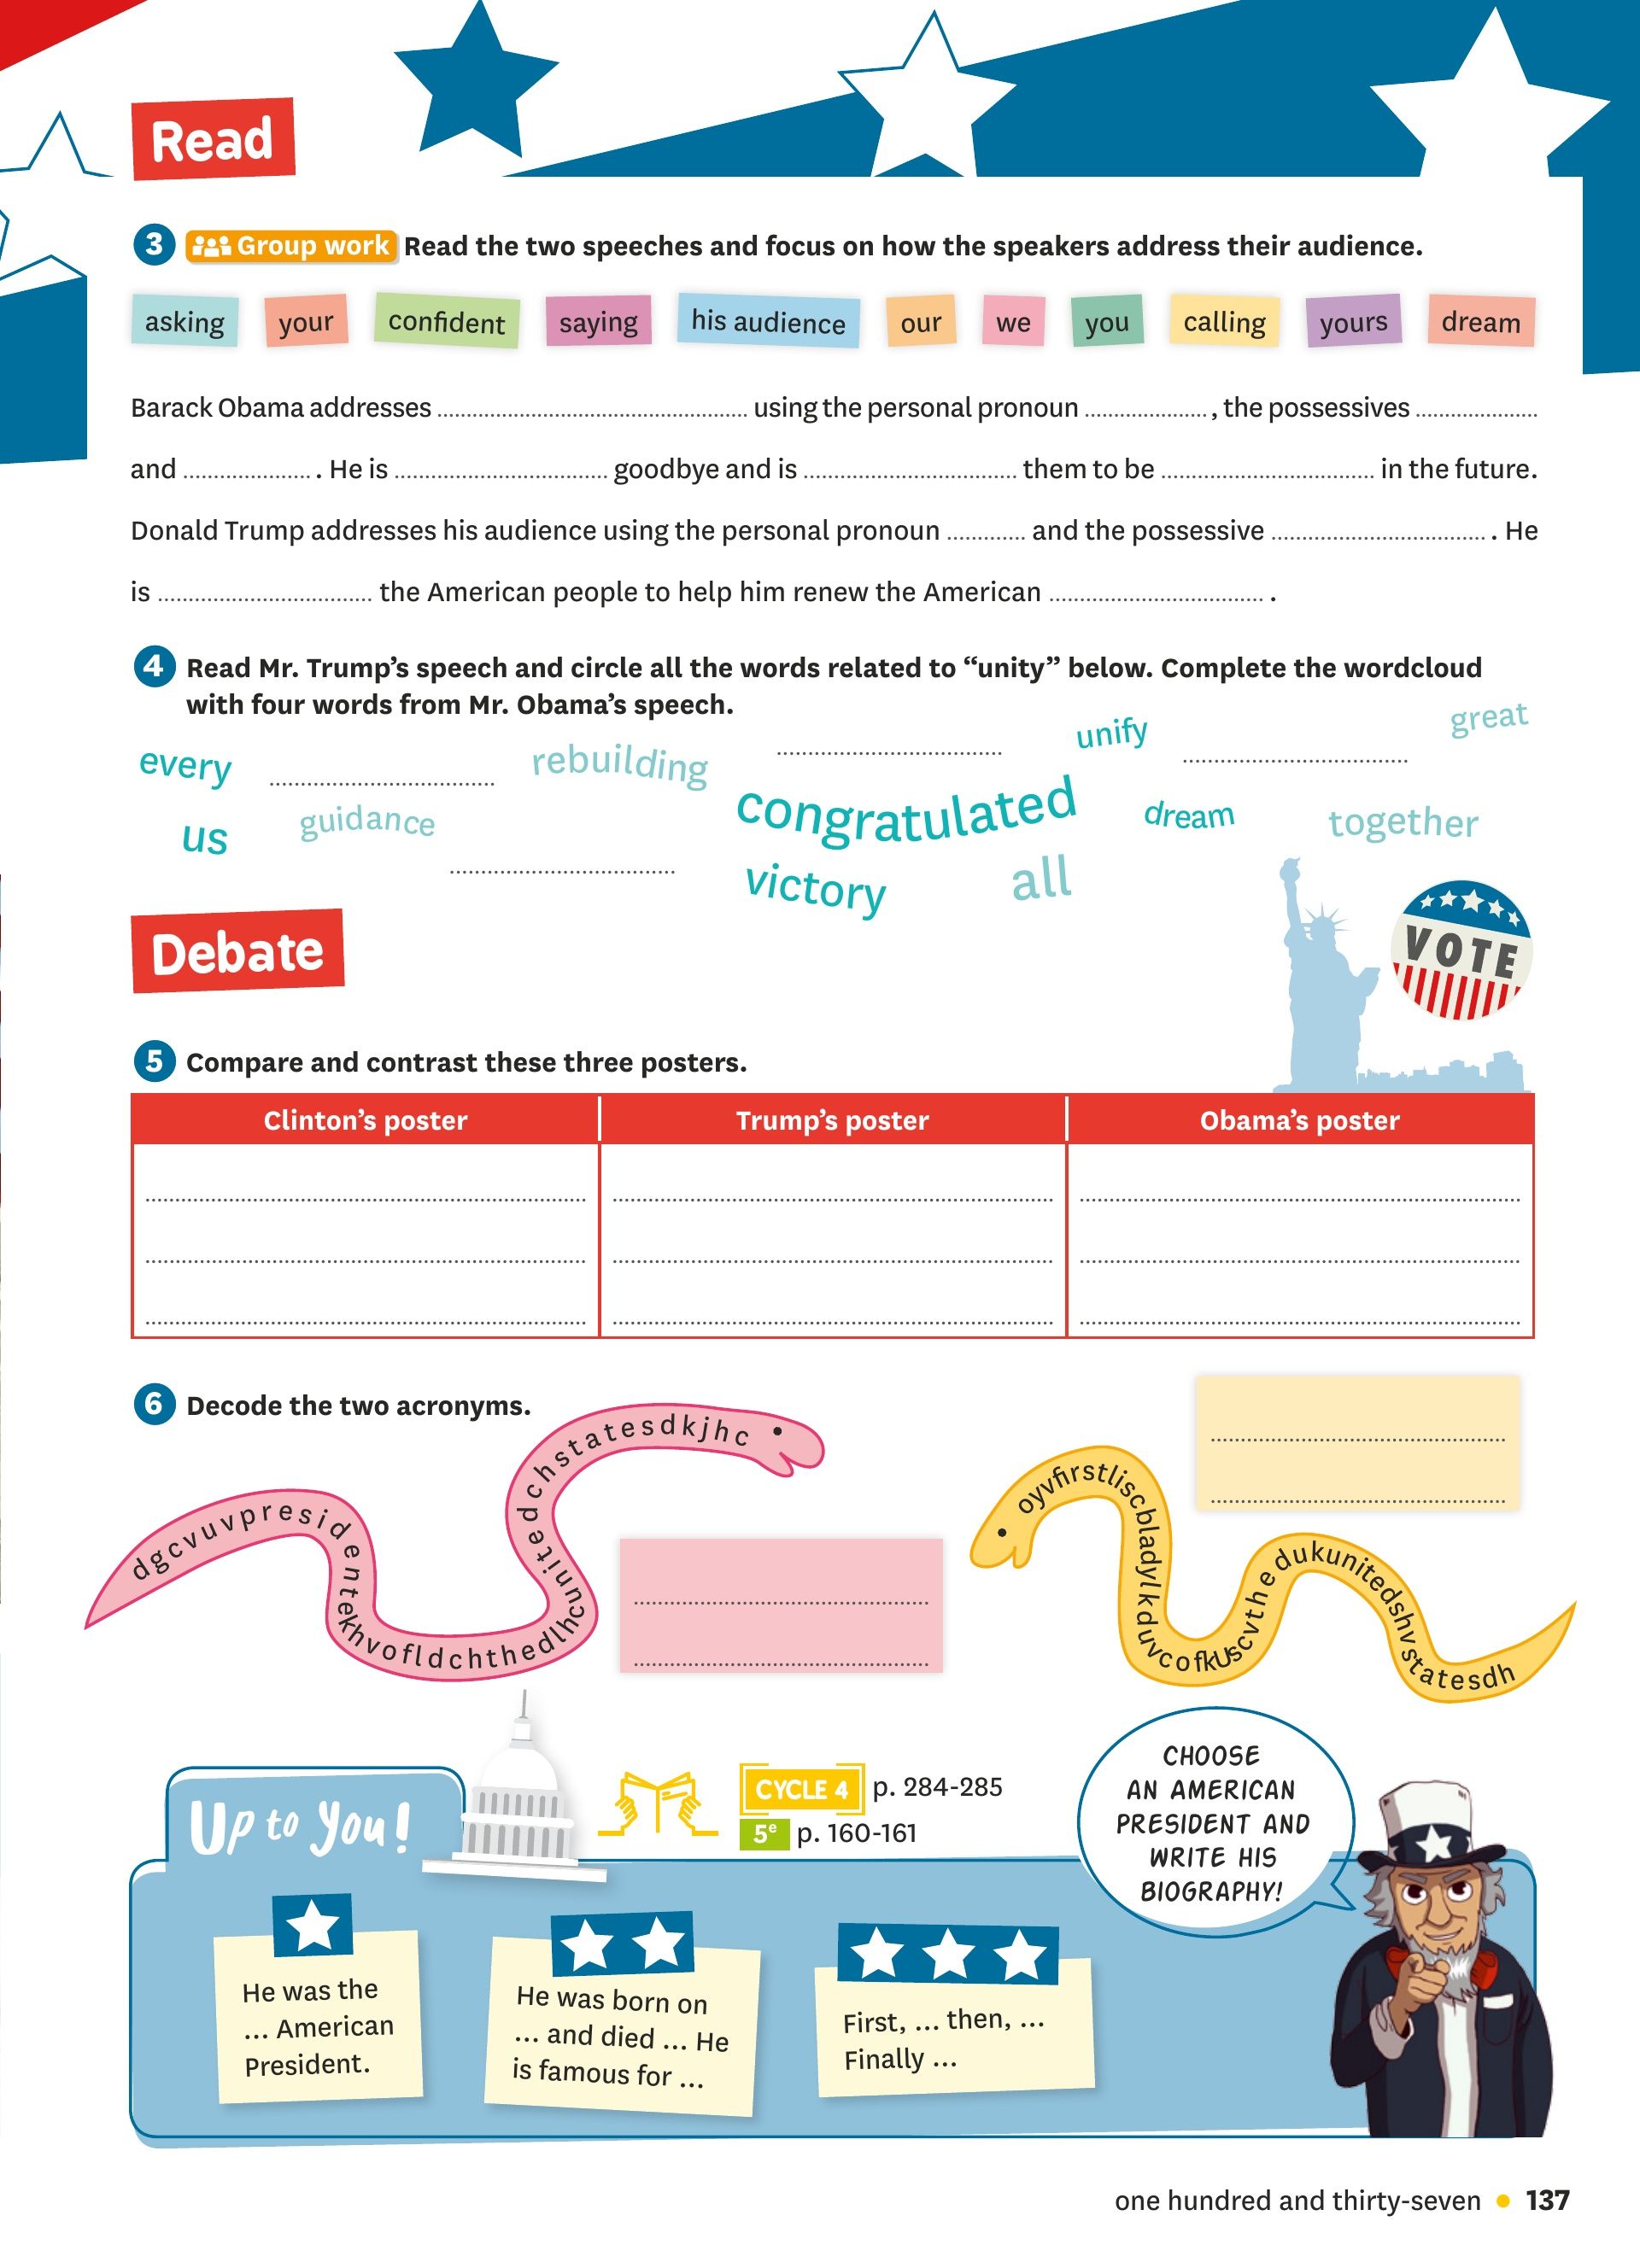 Read
3 Group work Read the two speeches and focus on how the speakers address their audience.
asking your confident saying his audience our we you calling yours dream
Barack Obama addresses .......... using the personal pronoun .........., the possessives ..........
and .......... . He is .......... goodbye and is .......... them to be .......... in the future.
Donald Trump addresses his audience using the personal pronoun .......... and the possessive .......... . He
is .......... the American people to help him renew the American .......... .
4 Read Mr. Trump's speech and circle all the words related to “unity” below. Complete the wordcloud
with four words from Mr. Obama's speech.
every
rebuilding
unify
great
us
guidance
congratulated
dream
together
victory
all
VOTE
Debate
5 Compare and contrast these three posters.
Clinton's poster Trump's poster Obama's poster
6 Decode the two acronyms.
dgcvuvpresidentekhvofldchthedlhcunitedpchstatesdkjhc
oyvfirstliscbladylkduvcofkUscvthedukunitedshvstatesdh
Up to You!
CYCLE 4 p. 284-285
5e p. 160-161
CHOOSE
AN AMERICAN
PRESIDENT AND
WRITE HIS
BIOGRAPHY!
He was the
... American
President.
He was born on
... and died ... He
is famous for ...
First, ... then, ...
Finally ...
one hundred and thirty-seven • 137